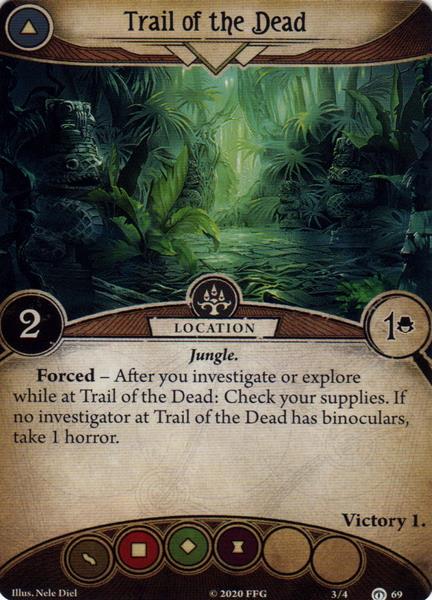 Trail of the Dead
2
LOCATION
1
Jungle.
Forced – After you investigate or explore
while at Trail of the Dead: Check your supplies. If
no investigator at Trail of the Dead has binoculars,
take 1 horror.
Victory 1.
Illus. Nele Diel
© 2020 FFG
3/4
69